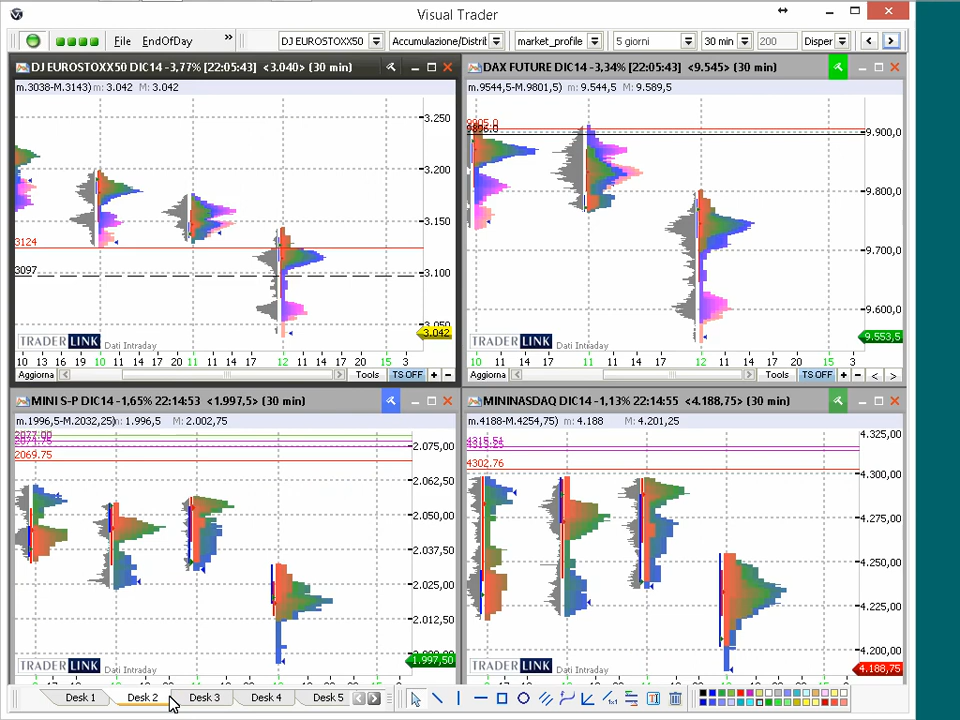 Visual Trader
File EndOfDay » DJ EUROSTOXX50 Accumulazione/Distrit market_profile 5 giorni 30 min 200 Disper
DJ EUROSTOXX50 DIC14 -3,77% [22:05:43] <3.040> (30 min)
m.3038-M.3143) m: 3.042 M: 3.042
3.250
3.200
3.150
3124
3097
3.100
3.050
3.042
TRADER LINK Dati Intraday
10 13 16 19 10 14 17 20 11 14 17 12 14 17 20 15 3
Aggiorna Tools TS OFF + -
DAX FUTURE DIC14 -3,34% [22:05:43] <9.545> (30 min)
m.9544,5-M.9801,5) m: 9.544,5 M: 9.589,5
9905.0
9896.0
9.900,0
9.800,0
9.700,0
9.600,0
9.553,5
TRADER LINK Dati Intraday
10 14 17 11 14 17 12 14 17 20 15 3
Aggiorna Tools TS OFF + - < >
MINI S-P DIC14 -1,65% 22:14:53 <1.997,5> (30 min)
m.1996,5-M.2032,25) m: 1.996,5 M: 2.002,75
2077.00
2074.75
2069.75
2.075,00
2.062,50
2.050,00
2.037,50
2.025,00
2.012,50
1.997,50
TRADER LINK Dati Intraday
MININASDAQ DIC14 -1,13% 22:14:55 <4.188,75> (30 min)
m.4188-M.4254,75) m: 4.188 M: 4.201,25
4315.51
4302.76
4.325,00
4.300,00
4.275,00
4.250,00
4.225,00
4.200,00
4.188,75
TRADER LINK Dati Intraday
Desk 1 Desk 2 Desk 3 Desk 4 Desk 5